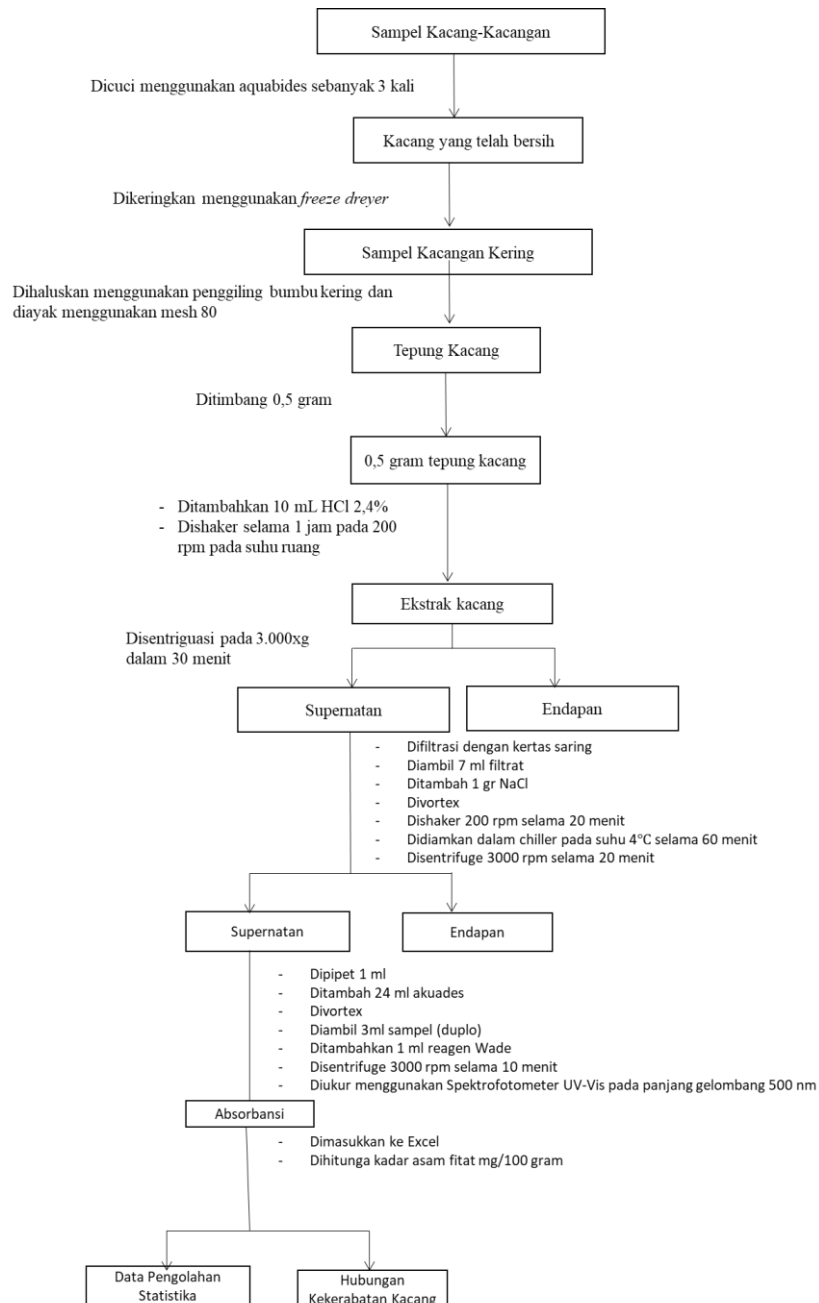 Sampel Kacang-Kacangan
Dicuci menggunakan aquabides sebanyak 3 kali
Kacang yang telah bersih
Dikeringkan menggunakan freeze dreyer
Sampel Kacangan Kering
Dihaluskan menggunakan penggiling bumbu kering dan
diayak menggunakan mesh 80
Tepung Kacang
Ditimbang 0,5 gram
0,5 gram tepung kacang
- Ditambahkan 10 mL HCl 2,4%
- Dishaker selama 1 jam pada 200
rpm pada suhu ruang
Ekstrak kacang
Disentriguasi pada 3.000xg
dalam 30 menit
Supernatan
Endapan
- Difiltrasi dengan kertas saring
- Diambil 7 ml filtrat
- Ditambah 1 gr NaCl
- Divortex
- Dishaker 200 rpm selama 20 menit
- Didiamkan dalam chiller pada suhu 4°C selama 60 menit
- Disentrifuge 3000 rpm selama 20 menit
Supernatan
Endapan
- Dipipet 1 ml
- Ditambah 24 ml akuades
- Divortex
- Diambil 3ml sampel (duplo)
- Ditambahkan 1 ml reagen Wade
- Disentrifuge 3000 rpm selama 10 menit
- Diukur menggunakan Spektrofotometer UV-Vis pada panjang gelombang 500 nm
Absorbansi
- Dimasukkan ke Excel
- Dihitunga kadar asam fitat mg/100 gram
Data Pengolahan
Statistika
Hubungan
Kekerabatan Kacang